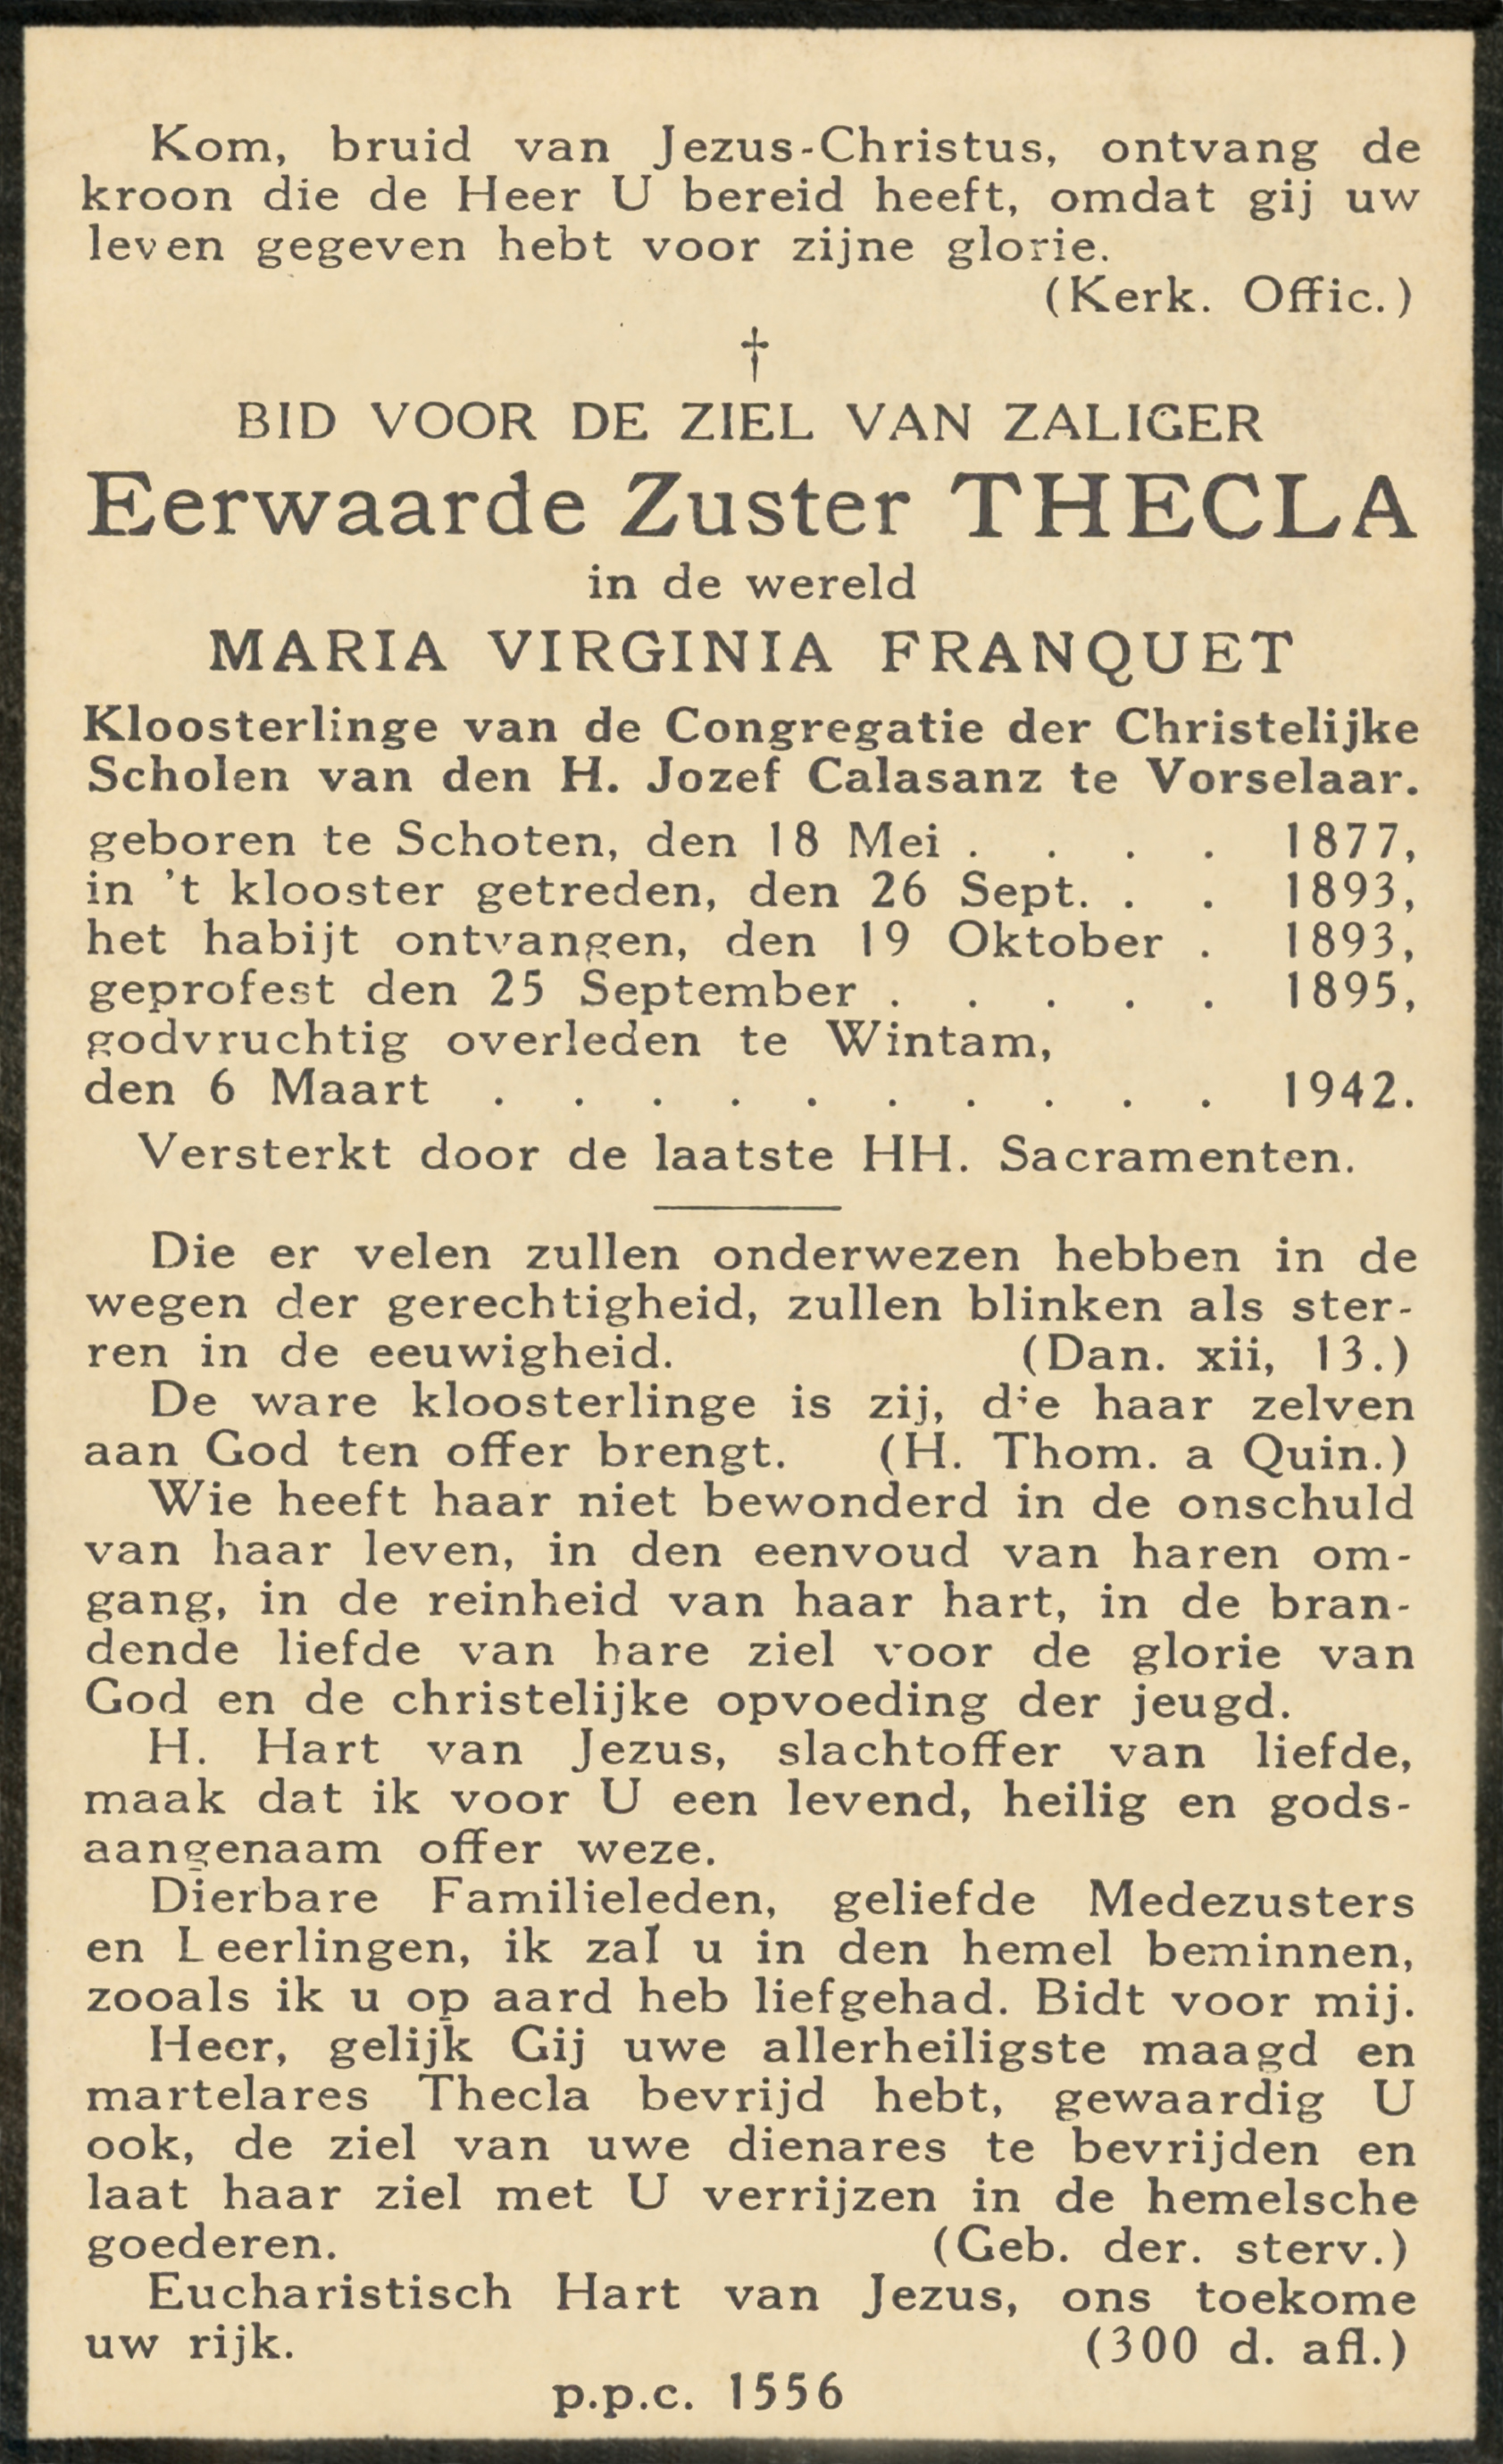 Kom, bruid van Jezus-Christus, ontvang de
kroon die de Heer U bereid heeft, omdat gij uw
leven gegeven hebt voor zijne glorie.
(Kerk. Offic.)
†
BID VOOR DE ZIEL VAN ZALIGER
Eerwaarde Zuster THECLA
in de wereld
MARIA VIRGINIA FRANQUET
Kloosterlinge van de Congregatie der Christelijke
Scholen van den H. Jozef Calasanz te Vorselaar.
geboren te Schoten, den 18 Mei . . . . 1877,
in 't klooster getreden, den 26 Sept. . . 1893,
het habijt ontvangen, den 19 Oktober . 1893,
geprofest den 25 September . . . . . 1895,
godvruchtig overleden te Wintam,
den 6 Maart . . . . . . . . . . 1942.
Versterkt door de laatste HH. Sacramenten.
Die er velen zullen onderwezen hebben in de
wegen der gerechtigheid, zullen blinken als ster-
ren in de eeuwigheid. (Dan. xii, 13.)
De ware kloosterlinge is zij, die haar zelven
aan God ten offer brengt. (H. Thom. a Quin.)
Wie heeft haar niet bewonderd in de onschuld
van haar leven, in den eenvoud van haren om-
gang, in de reinheid van haar hart, in de bran-
dende liefde van hare ziel voor de glorie van
God en de christelijke opvoeding der jeugd.
H. Hart van Jezus, slachtoffer van liefde,
maak dat ik voor U een levend, heilig en gods-
aangenaam offer weze.
Dierbare Familieleden, geliefde Medezusters
en Leerlingen, ik zal u in den hemel beminnen,
zooals ik u op aard heb liefgehad. Bidt voor mij.
Heer, gelijk Gij uwe allerheiligste maagd en
martelares Thecla bevrijd hebt, gewaardig U
ook, de ziel van uwe dienares te bevrijden en
laat haar ziel met U verrijzen in de hemelsche
goederen. (Geb. der. sterv.)
Eucharistisch Hart van Jezus, ons toekome
uw rijk. (300 d. afl.)
p.p.c. 1556